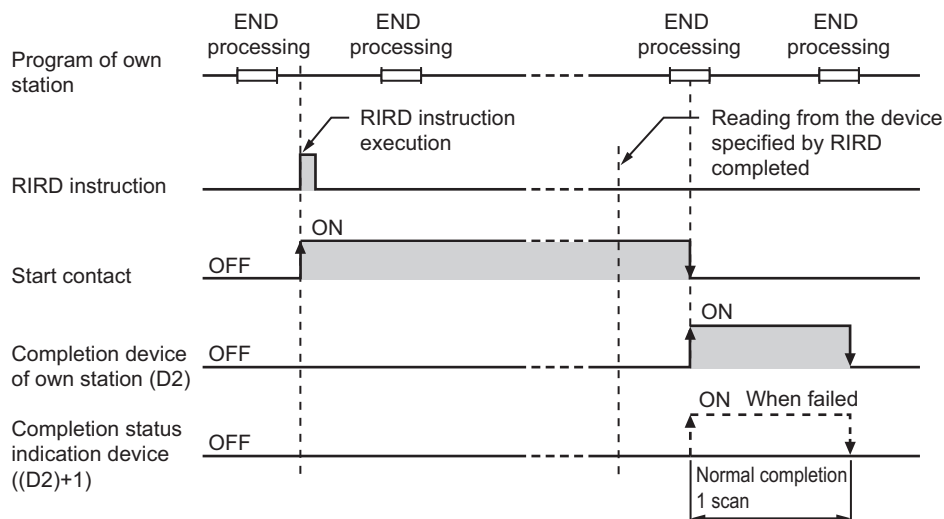 END
processing
END
processing
END
processing
END
processing
Program of own
station
RIRD instruction
execution
Reading from the device
specified by RIRD
completed
RIRD instruction
ON
OFF
Start contact
ON
OFF
Completion device
of own station (D2)
ON When failed
OFF
Completion status
indication device
((D2)+1)
Normal completion
1 scan